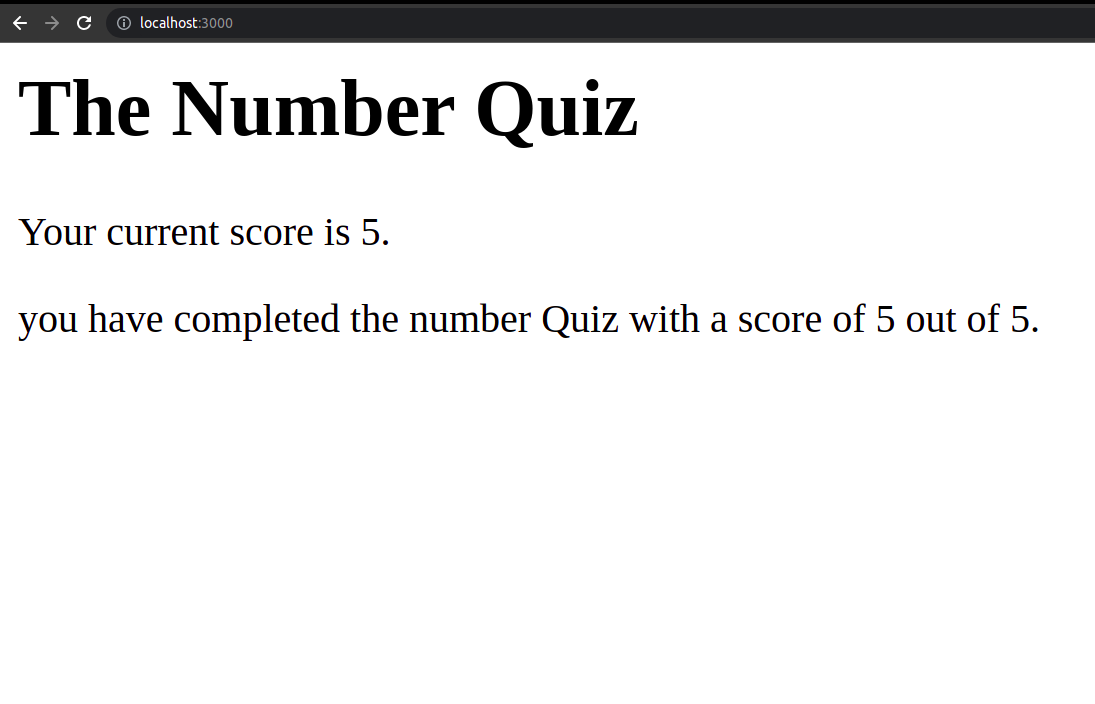 localhost:3000
The Number Quiz
Your current score is 5.
you have completed the number Quiz with a score of 5 out of 5.